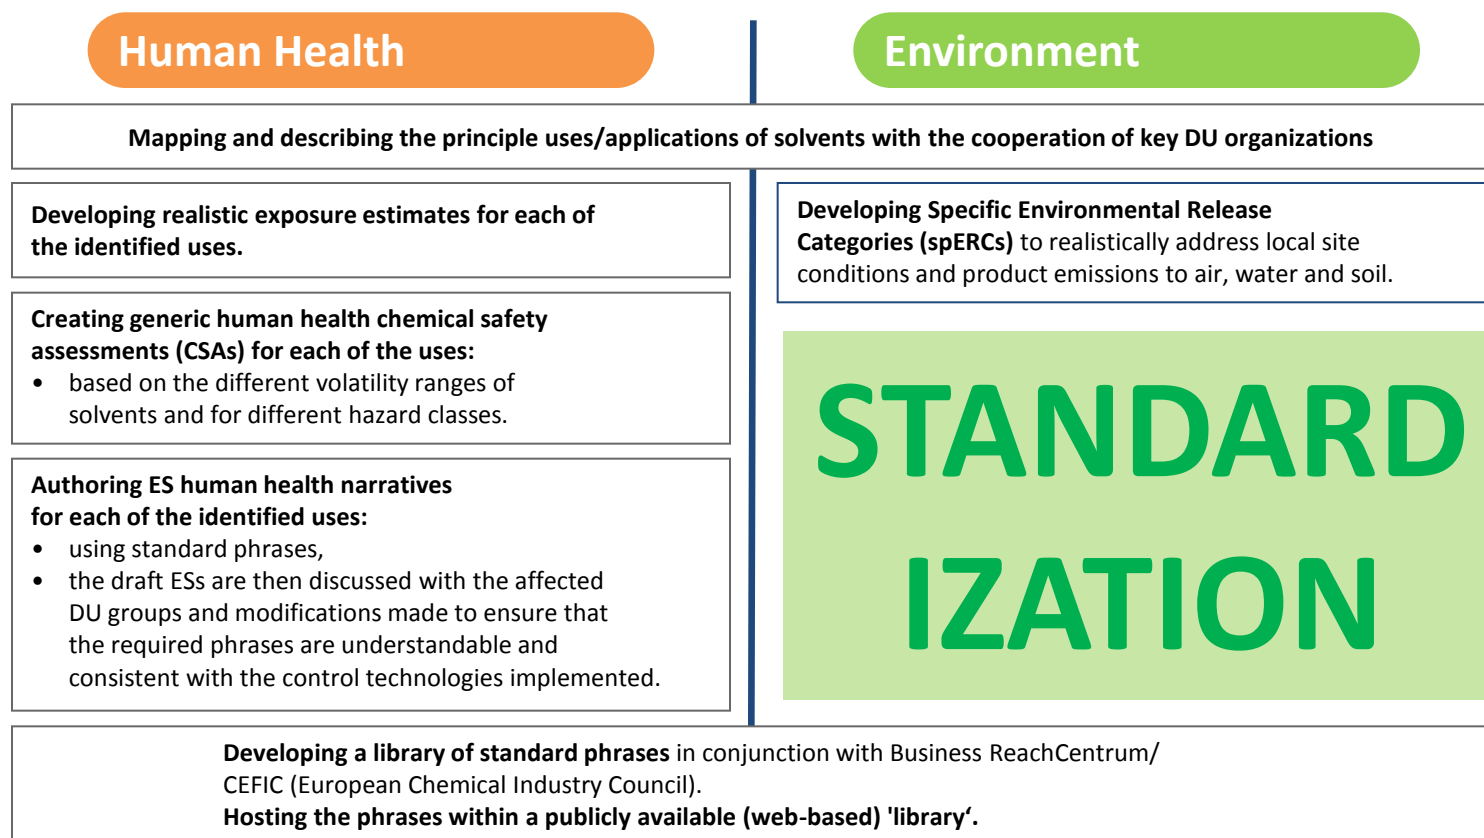 Human Health
Environment
Mapping and describing the principle uses/applications of solvents with the cooperation of key DU organizations
Developing realistic exposure estimates for each of
the identified uses.
Creating generic human health chemical safety
assessments (CSAs) for each of the uses:
• based on the different volatility ranges of
solvents and for different hazard classes.
Authoring ES human health narratives
for each of the identified uses:
• using standard phrases,
• the draft ESs are then discussed with the affected
DU groups and modifications made to ensure that
the required phrases are understandable and
consistent with the control technologies implemented.
Developing Specific Environmental Release
Categories (spERCs) to realistically address local site
conditions and product emissions to air, water and soil.
STANDARD
IZATION
Developing a library of standard phrases in conjunction with Business ReachCentrum/
CEFIC (European Chemical Industry Council).
Hosting the phrases within a publicly available (web-based) 'library‘.